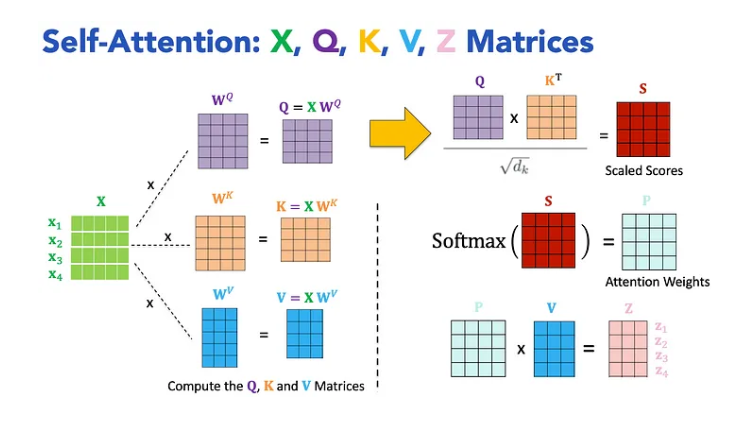 Self-Attention: X, Q, K, V, Z Matrices
W^Q
Q = X W^Q
x
=
X
x₁
x₂
x₃
x₄
W^K
K = X W^K
x
=
W^V
V = X W^V
x
=
Compute the Q, K and V Matrices
Q
K^T
S
x
=
√d_k
Scaled Scores
S
P
Softmax ( ) =
Attention Weights
P
V
Z
x
=
z₁
z₂
z₃
z₄